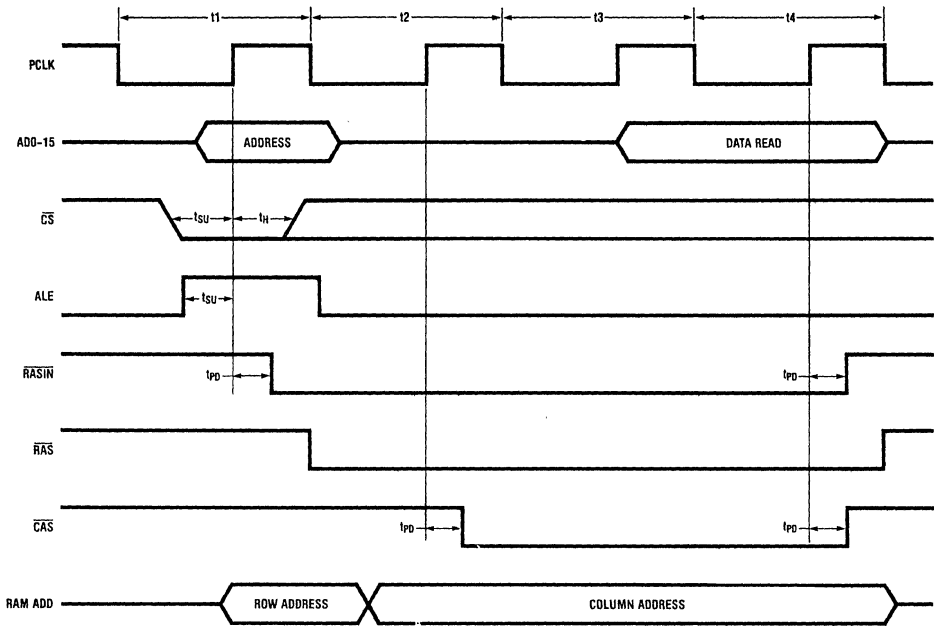 t1 t2 t3 t4
PCLK
AD0-15 ADDRESS DATA READ
CS tSU tH
ALE tSU
RASIN tPD tPD
RAS
CAS tPD tPD
RAM ADD ROW ADDRESS COLUMN ADDRESS